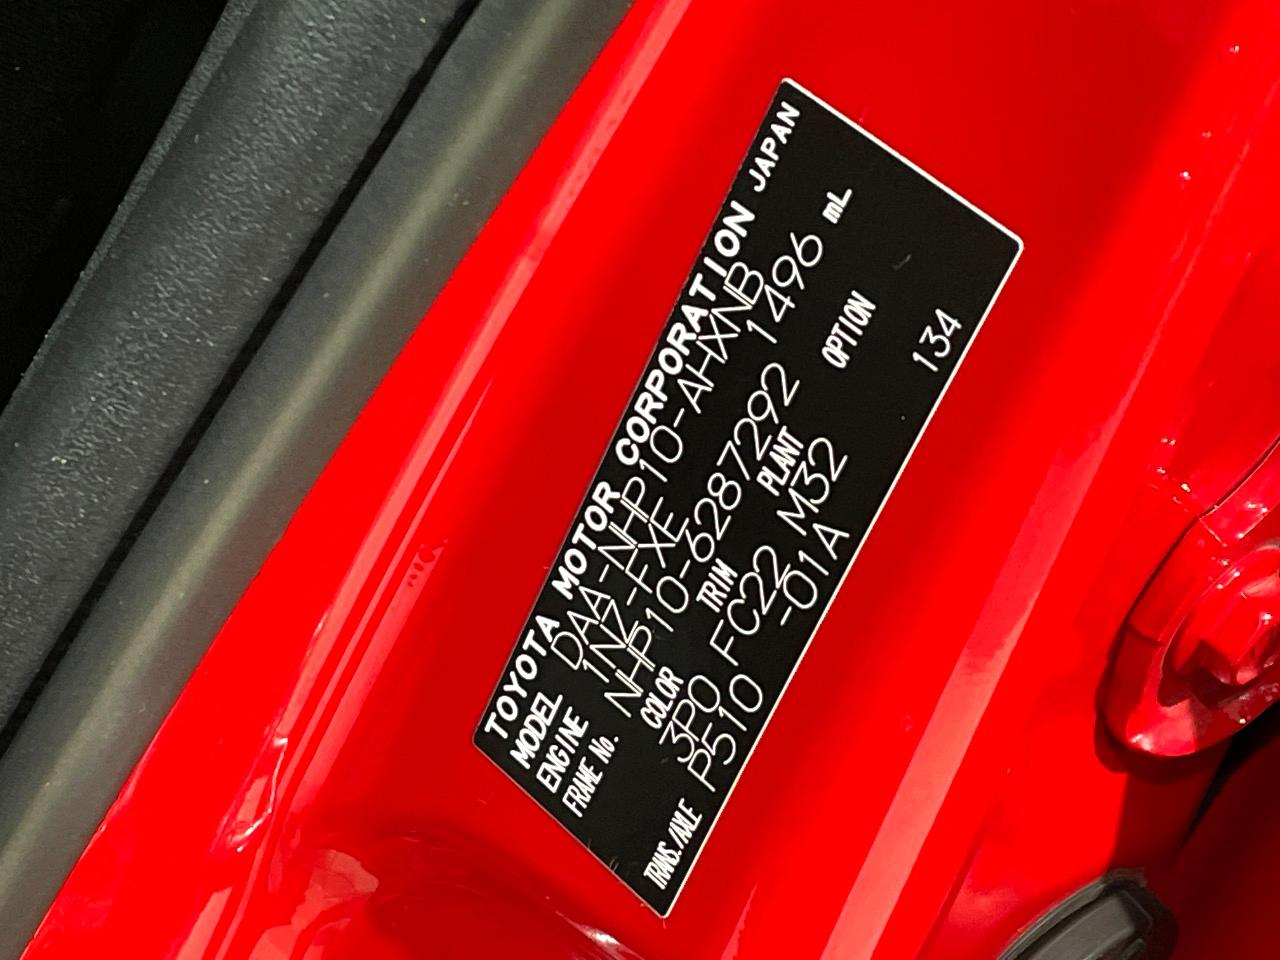 TOYOTA MOTOR CORPORATION JAPAN
MODEL DAA-NHP10-AHXNB
ENGINE 1NZ-FXE 1496 mL
FRAME No. NHP10-6287292
COLOR TRIM PLANT OPTION
3P0 FC22 M32
TRANS./AXLE P510 -01A 134